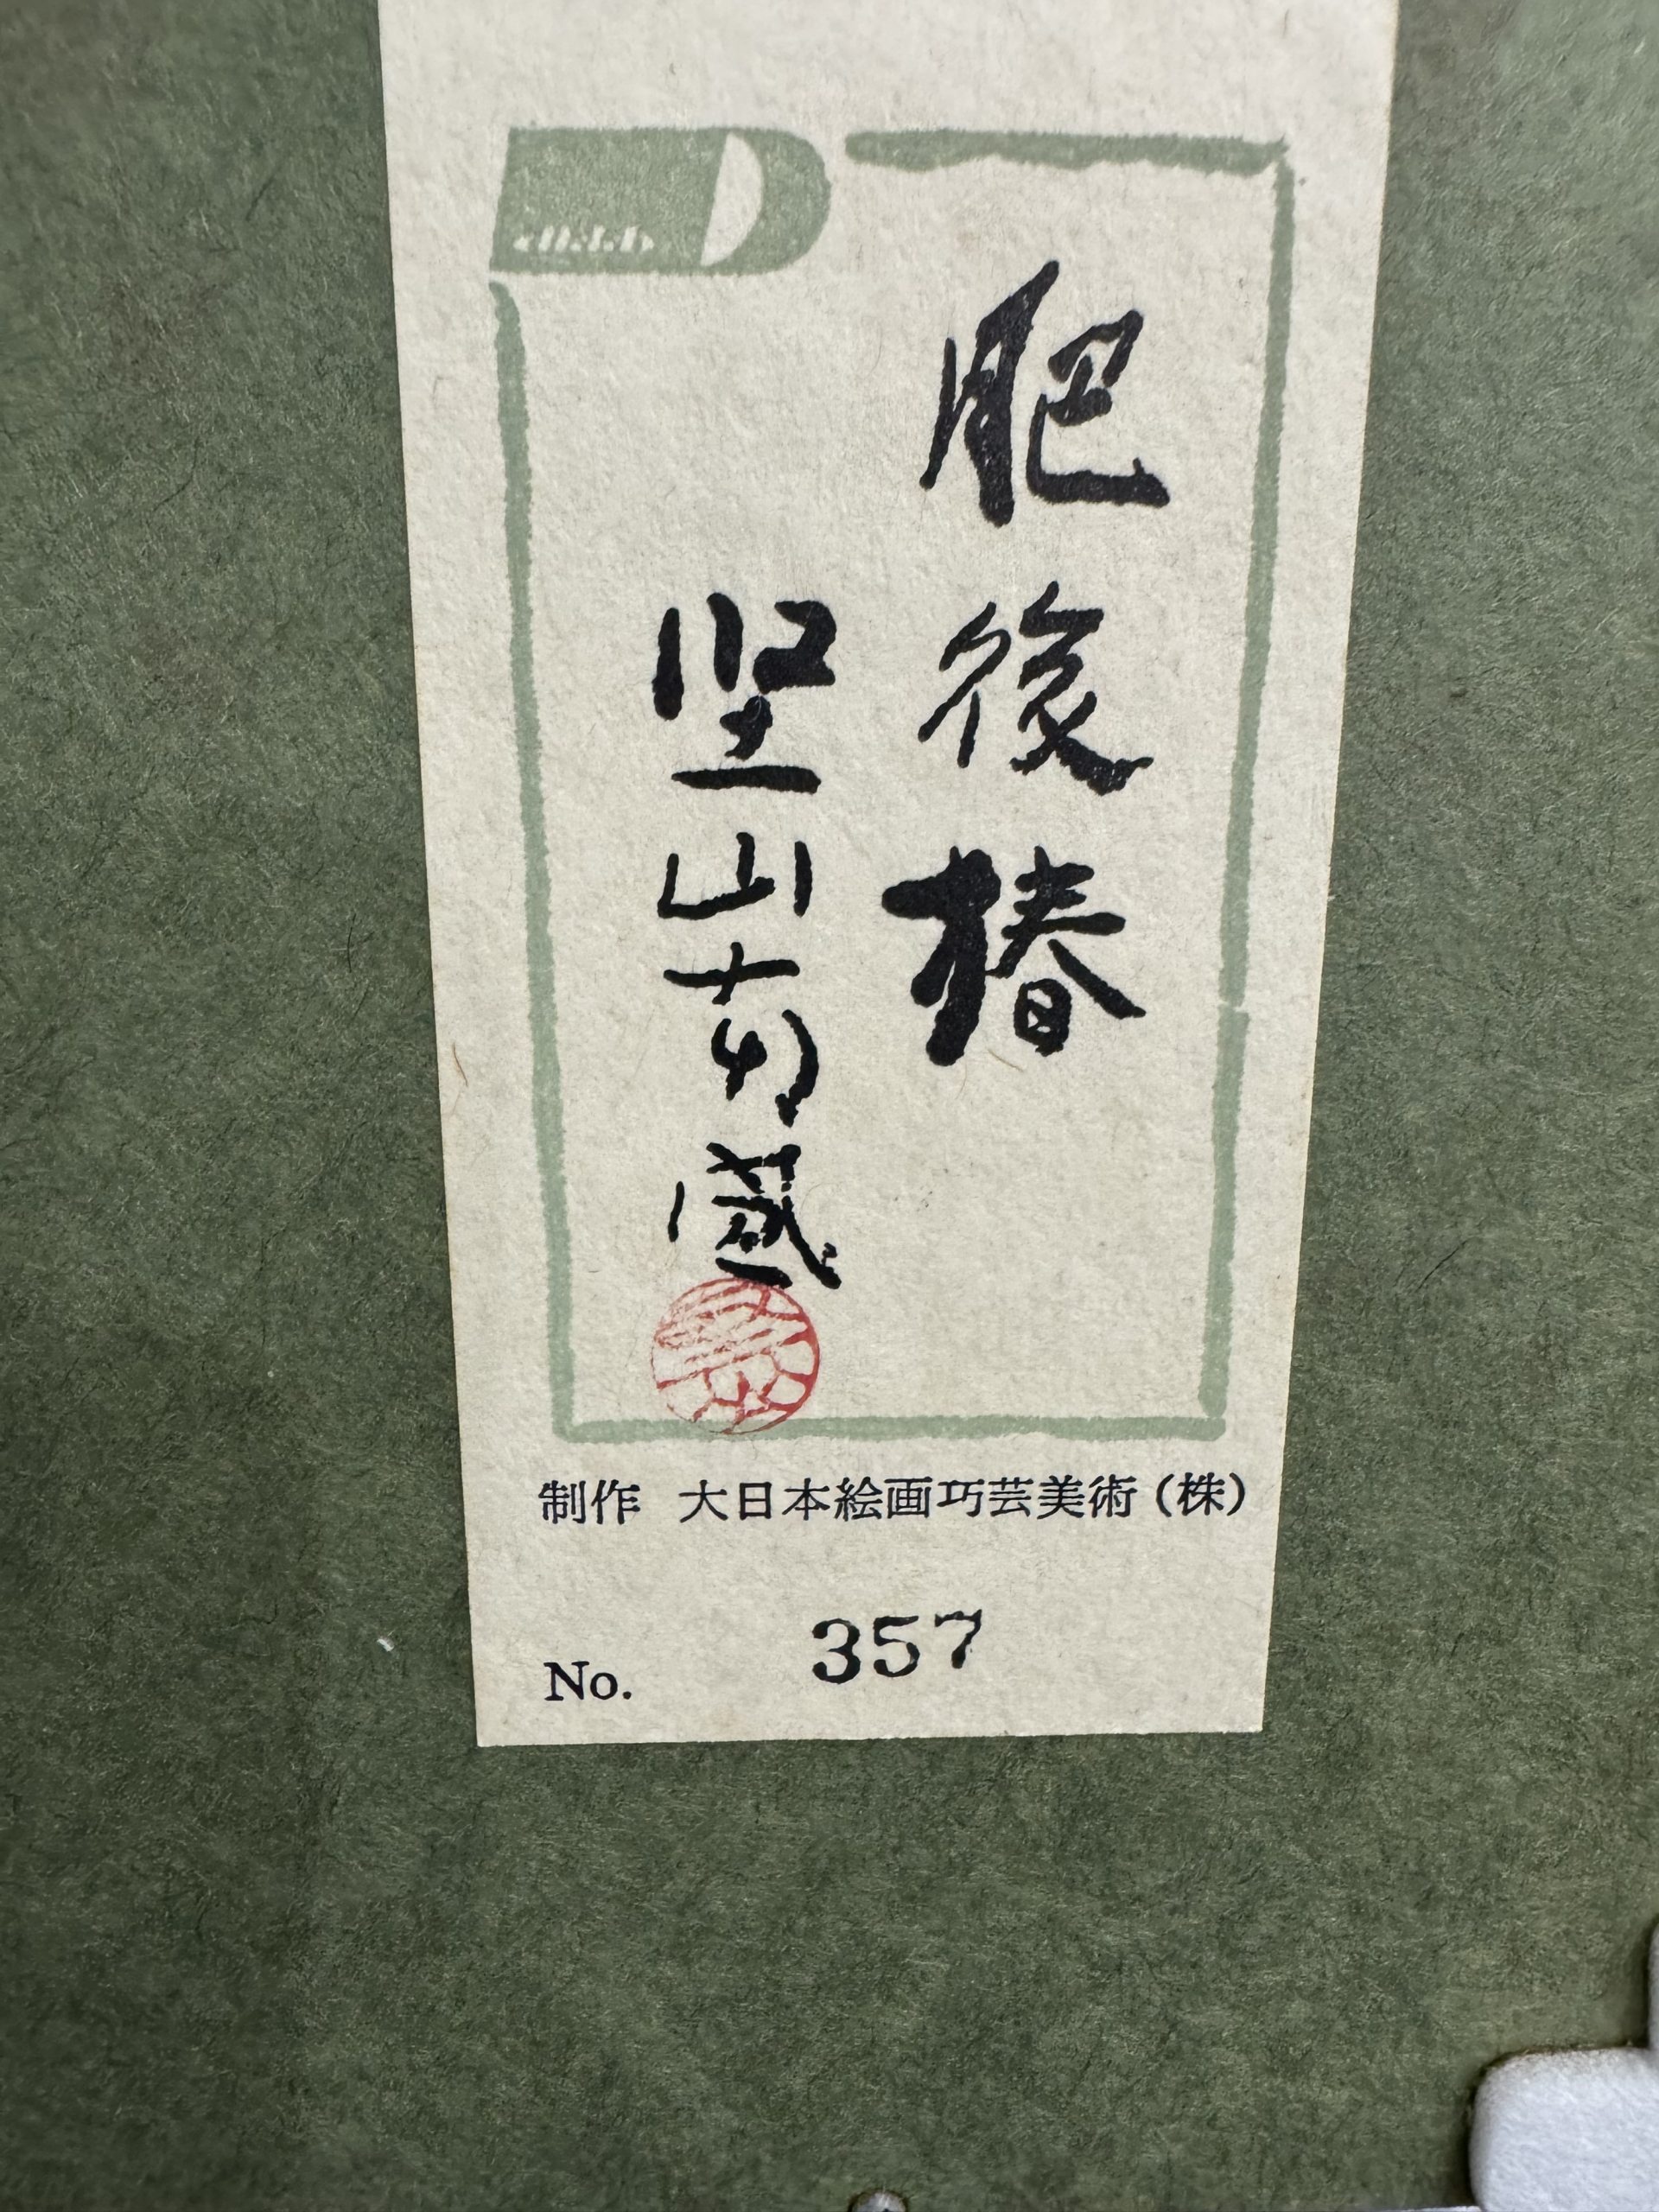 肥後椿
堅山南風
制作 大日本絵画巧芸美術(株)
No. 357